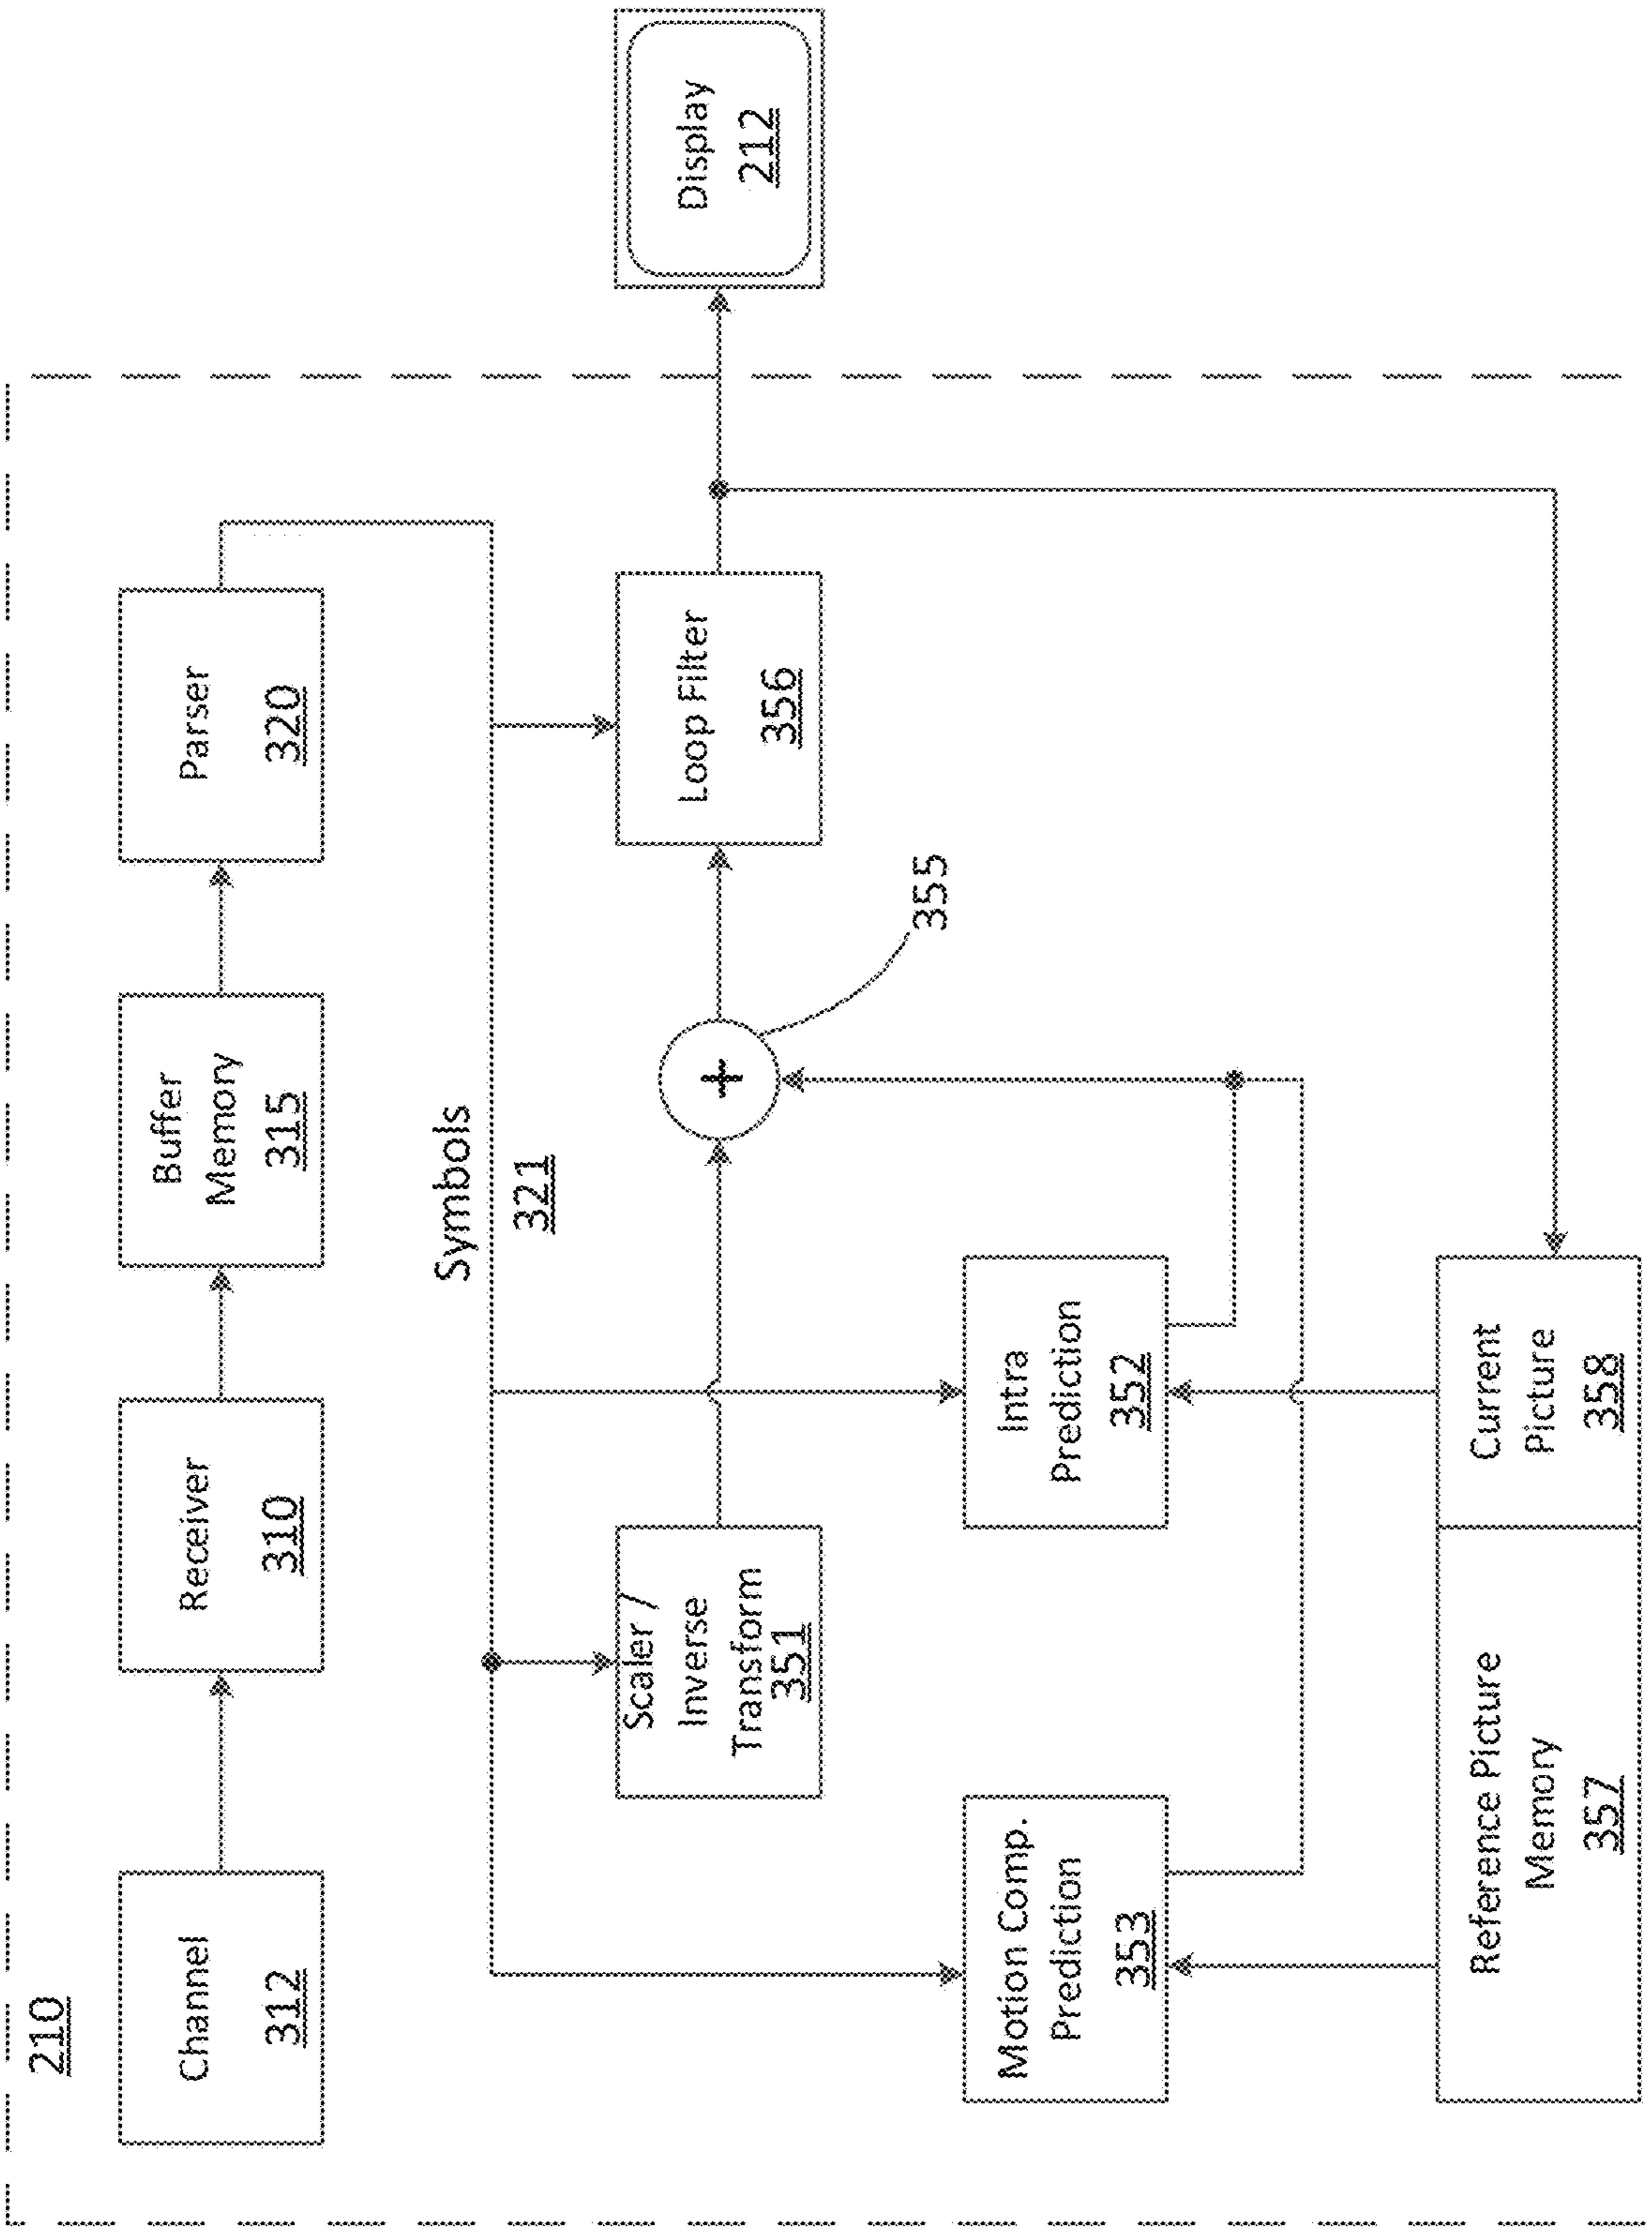 210
Channel
312
Receiver
310
Buffer
Memory
315
Parser
320
Symbols
321
Scaler /
Inverse
Transform
351
355
+
Loop Filter
356
Display
212
Motion Comp.
Prediction
353
Intra
Prediction
352
Reference Picture
Memory
357
Current
Picture
358